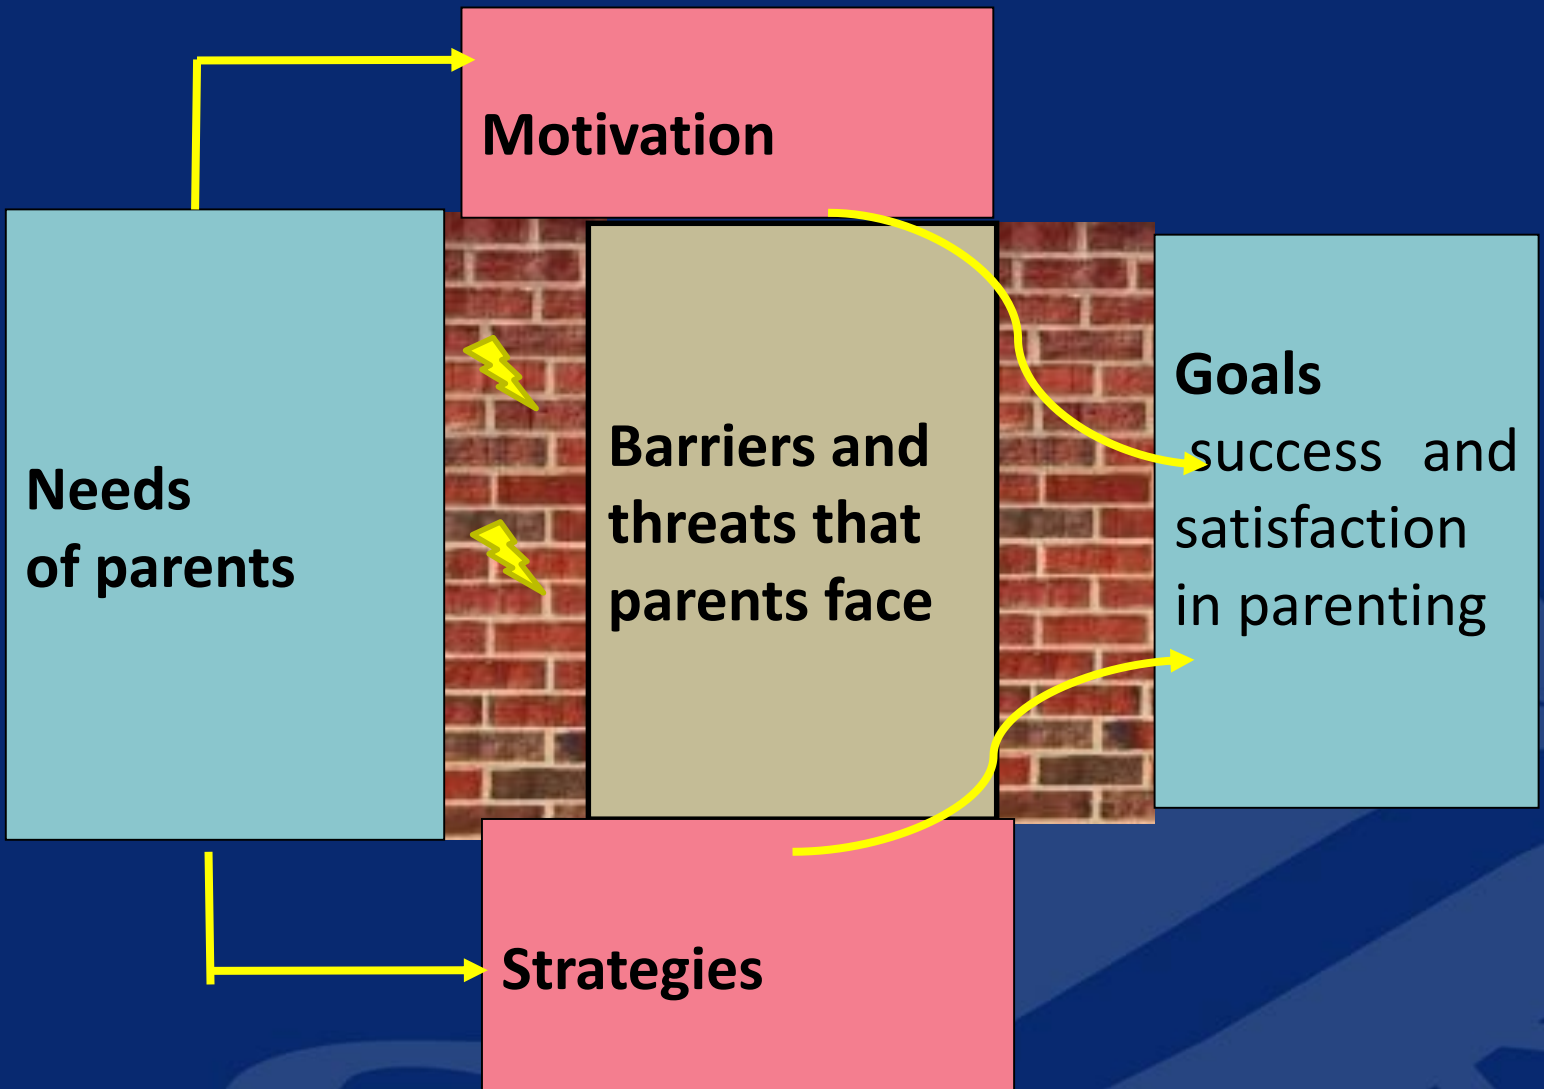 Motivation
Needs
of parents
Barriers and
threats that
parents face
Goals
success and
satisfaction
in parenting
Strategies